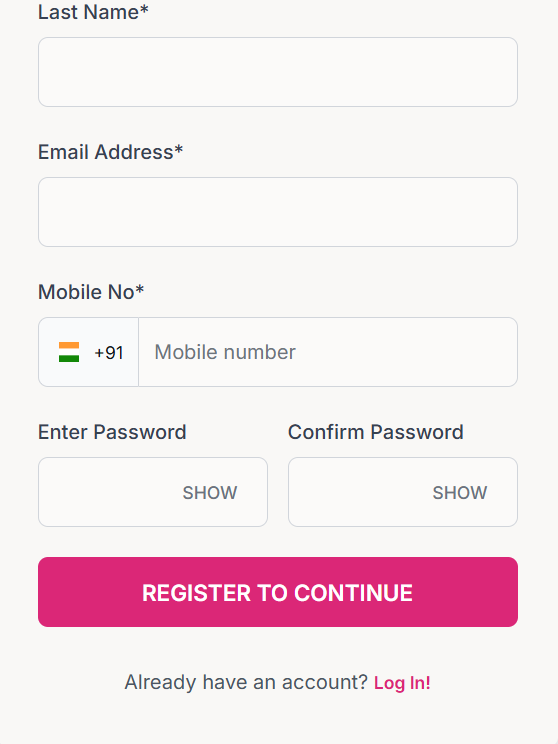 Last Name*
Email Address*
Mobile No*
+91 Mobile number
Enter Password Confirm Password
SHOW SHOW
REGISTER TO CONTINUE
Already have an account? Log In!